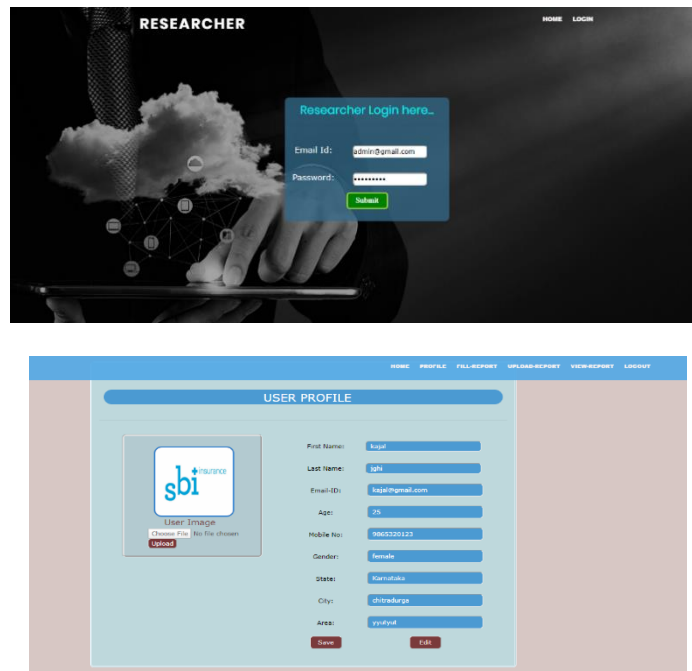 RESEARCHER
HOME LOGIN
Researcher Login here...
Email Id: admin@gmail.com
Password: •••••••••
Submit
HOME PROFILE FILL-REPORT UPLOAD-REPORT VIEW-REPORT LOGOUT
USER PROFILE
sbi insurance
User Image
Choose File No file chosen
Upload
First Name: kajal
Last Name: jghi
Email-ID: kajal@gmail.com
Age: 25
Mobile No: 9865320123
Gender: female
State: Karnataka
City: chitradurga
Area: yyutyut
Save Edit